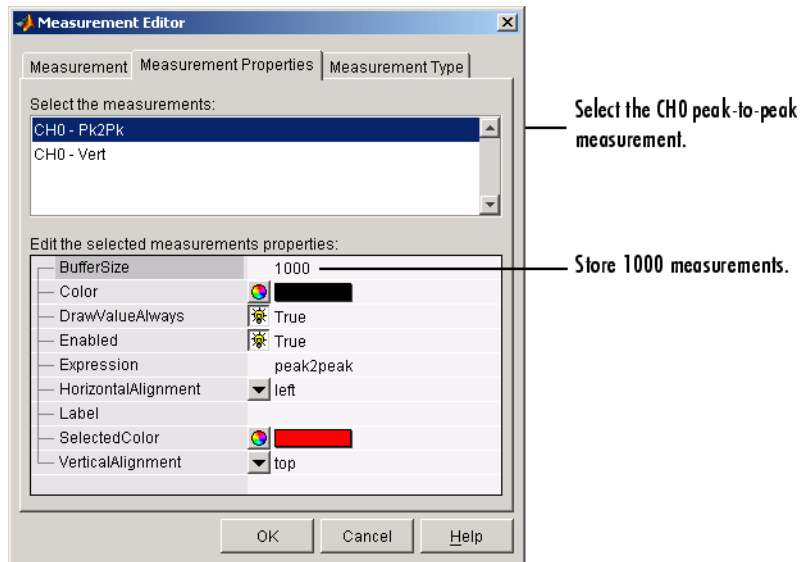 Measurement Editor
Measurement Measurement Properties Measurement Type
Select the measurements:
CH0 - Pk2Pk
CH0 - Vert
Select the CH0 peak-to-peak
measurement.
Edit the selected measurements properties:
BufferSize 1000
Store 1000 measurements.
Color
DrawValueAlways True
Enabled True
Expression peak2peak
HorizontalAlignment left
Label
SelectedColor
VerticalAlignment top
OK Cancel Help